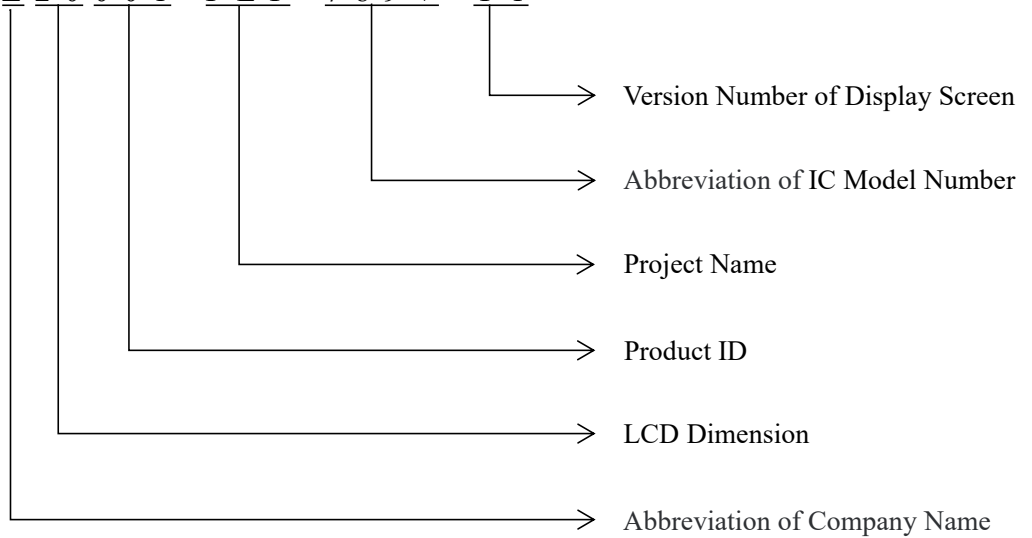 Version Number of Display Screen
Abbreviation of IC Model Number
Project Name
Product ID
LCD Dimension
Abbreviation of Company Name